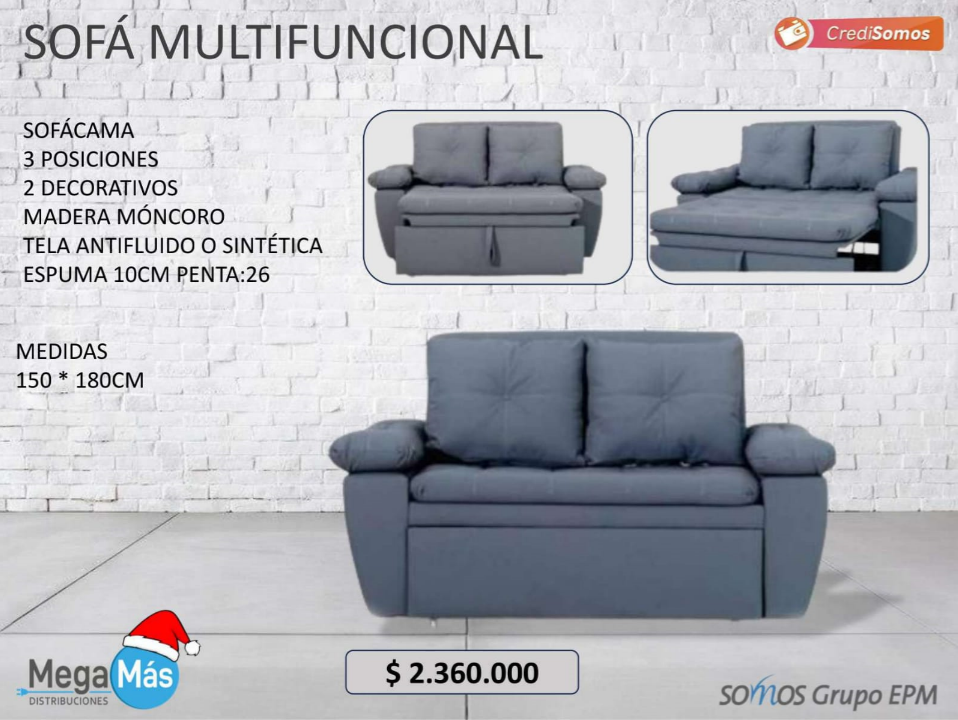 SOFÁ MULTIFUNCIONAL
CrediSomos
SOFÁCAMA
3 POSICIONES
2 DECORATIVOS
MADERA MÓNCORO
TELA ANTIFLUIDO O SINTÉTICA
ESPUMA 10CM PENTA:26
MEDIDAS
150 * 180CM
MegaMás
DISTRIBUCIONES
$ 2.360.000
SOMOS Grupo EPM